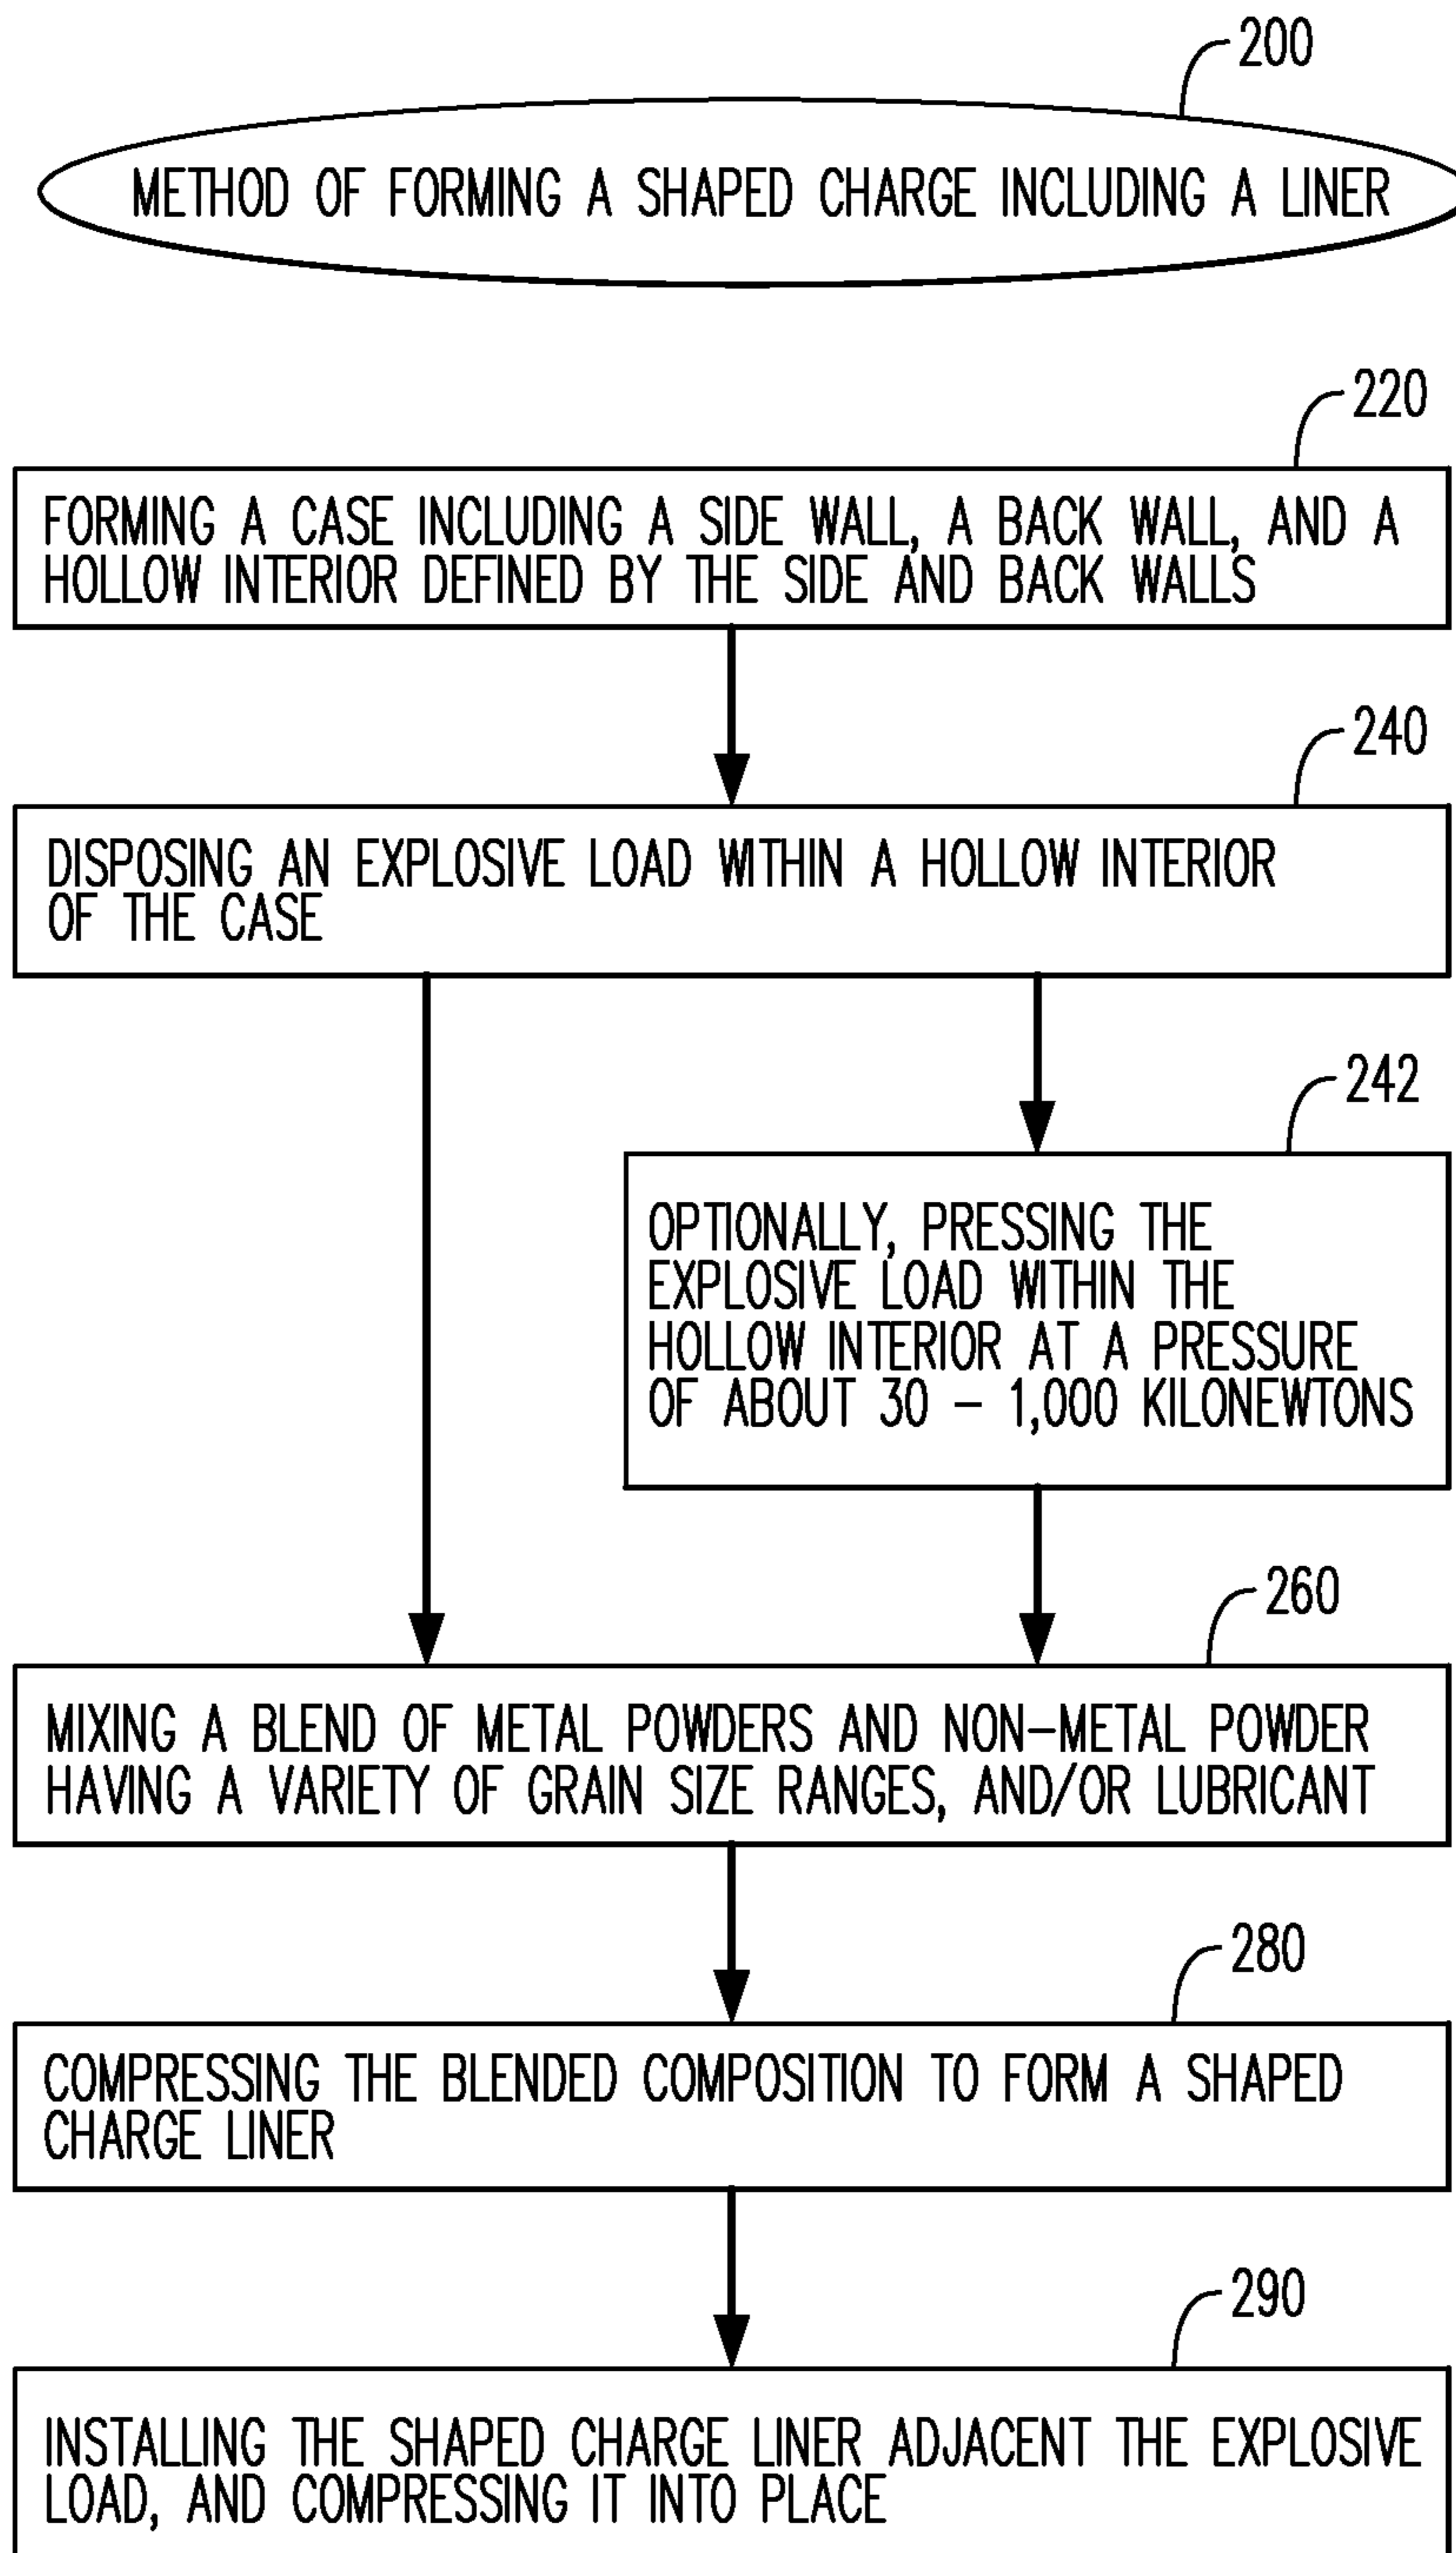 200
METHOD OF FORMING A SHAPED CHARGE INCLUDING A LINER
220
FORMING A CASE INCLUDING A SIDE WALL, A BACK WALL, AND A
HOLLOW INTERIOR DEFINED BY THE SIDE AND BACK WALLS
240
DISPOSING AN EXPLOSIVE LOAD WITHIN A HOLLOW INTERIOR
OF THE CASE
242
OPTIONALLY, PRESSING THE
EXPLOSIVE LOAD WITHIN THE
HOLLOW INTERIOR AT A PRESSURE
OF ABOUT 30 – 1,000 KILONEWTONS
260
MIXING A BLEND OF METAL POWDERS AND NON-METAL POWDER
HAVING A VARIETY OF GRAIN SIZE RANGES, AND/OR LUBRICANT
280
COMPRESSING THE BLENDED COMPOSITION TO FORM A SHAPED
CHARGE LINER
290
INSTALLING THE SHAPED CHARGE LINER ADJACENT THE EXPLOSIVE
LOAD, AND COMPRESSING IT INTO PLACE